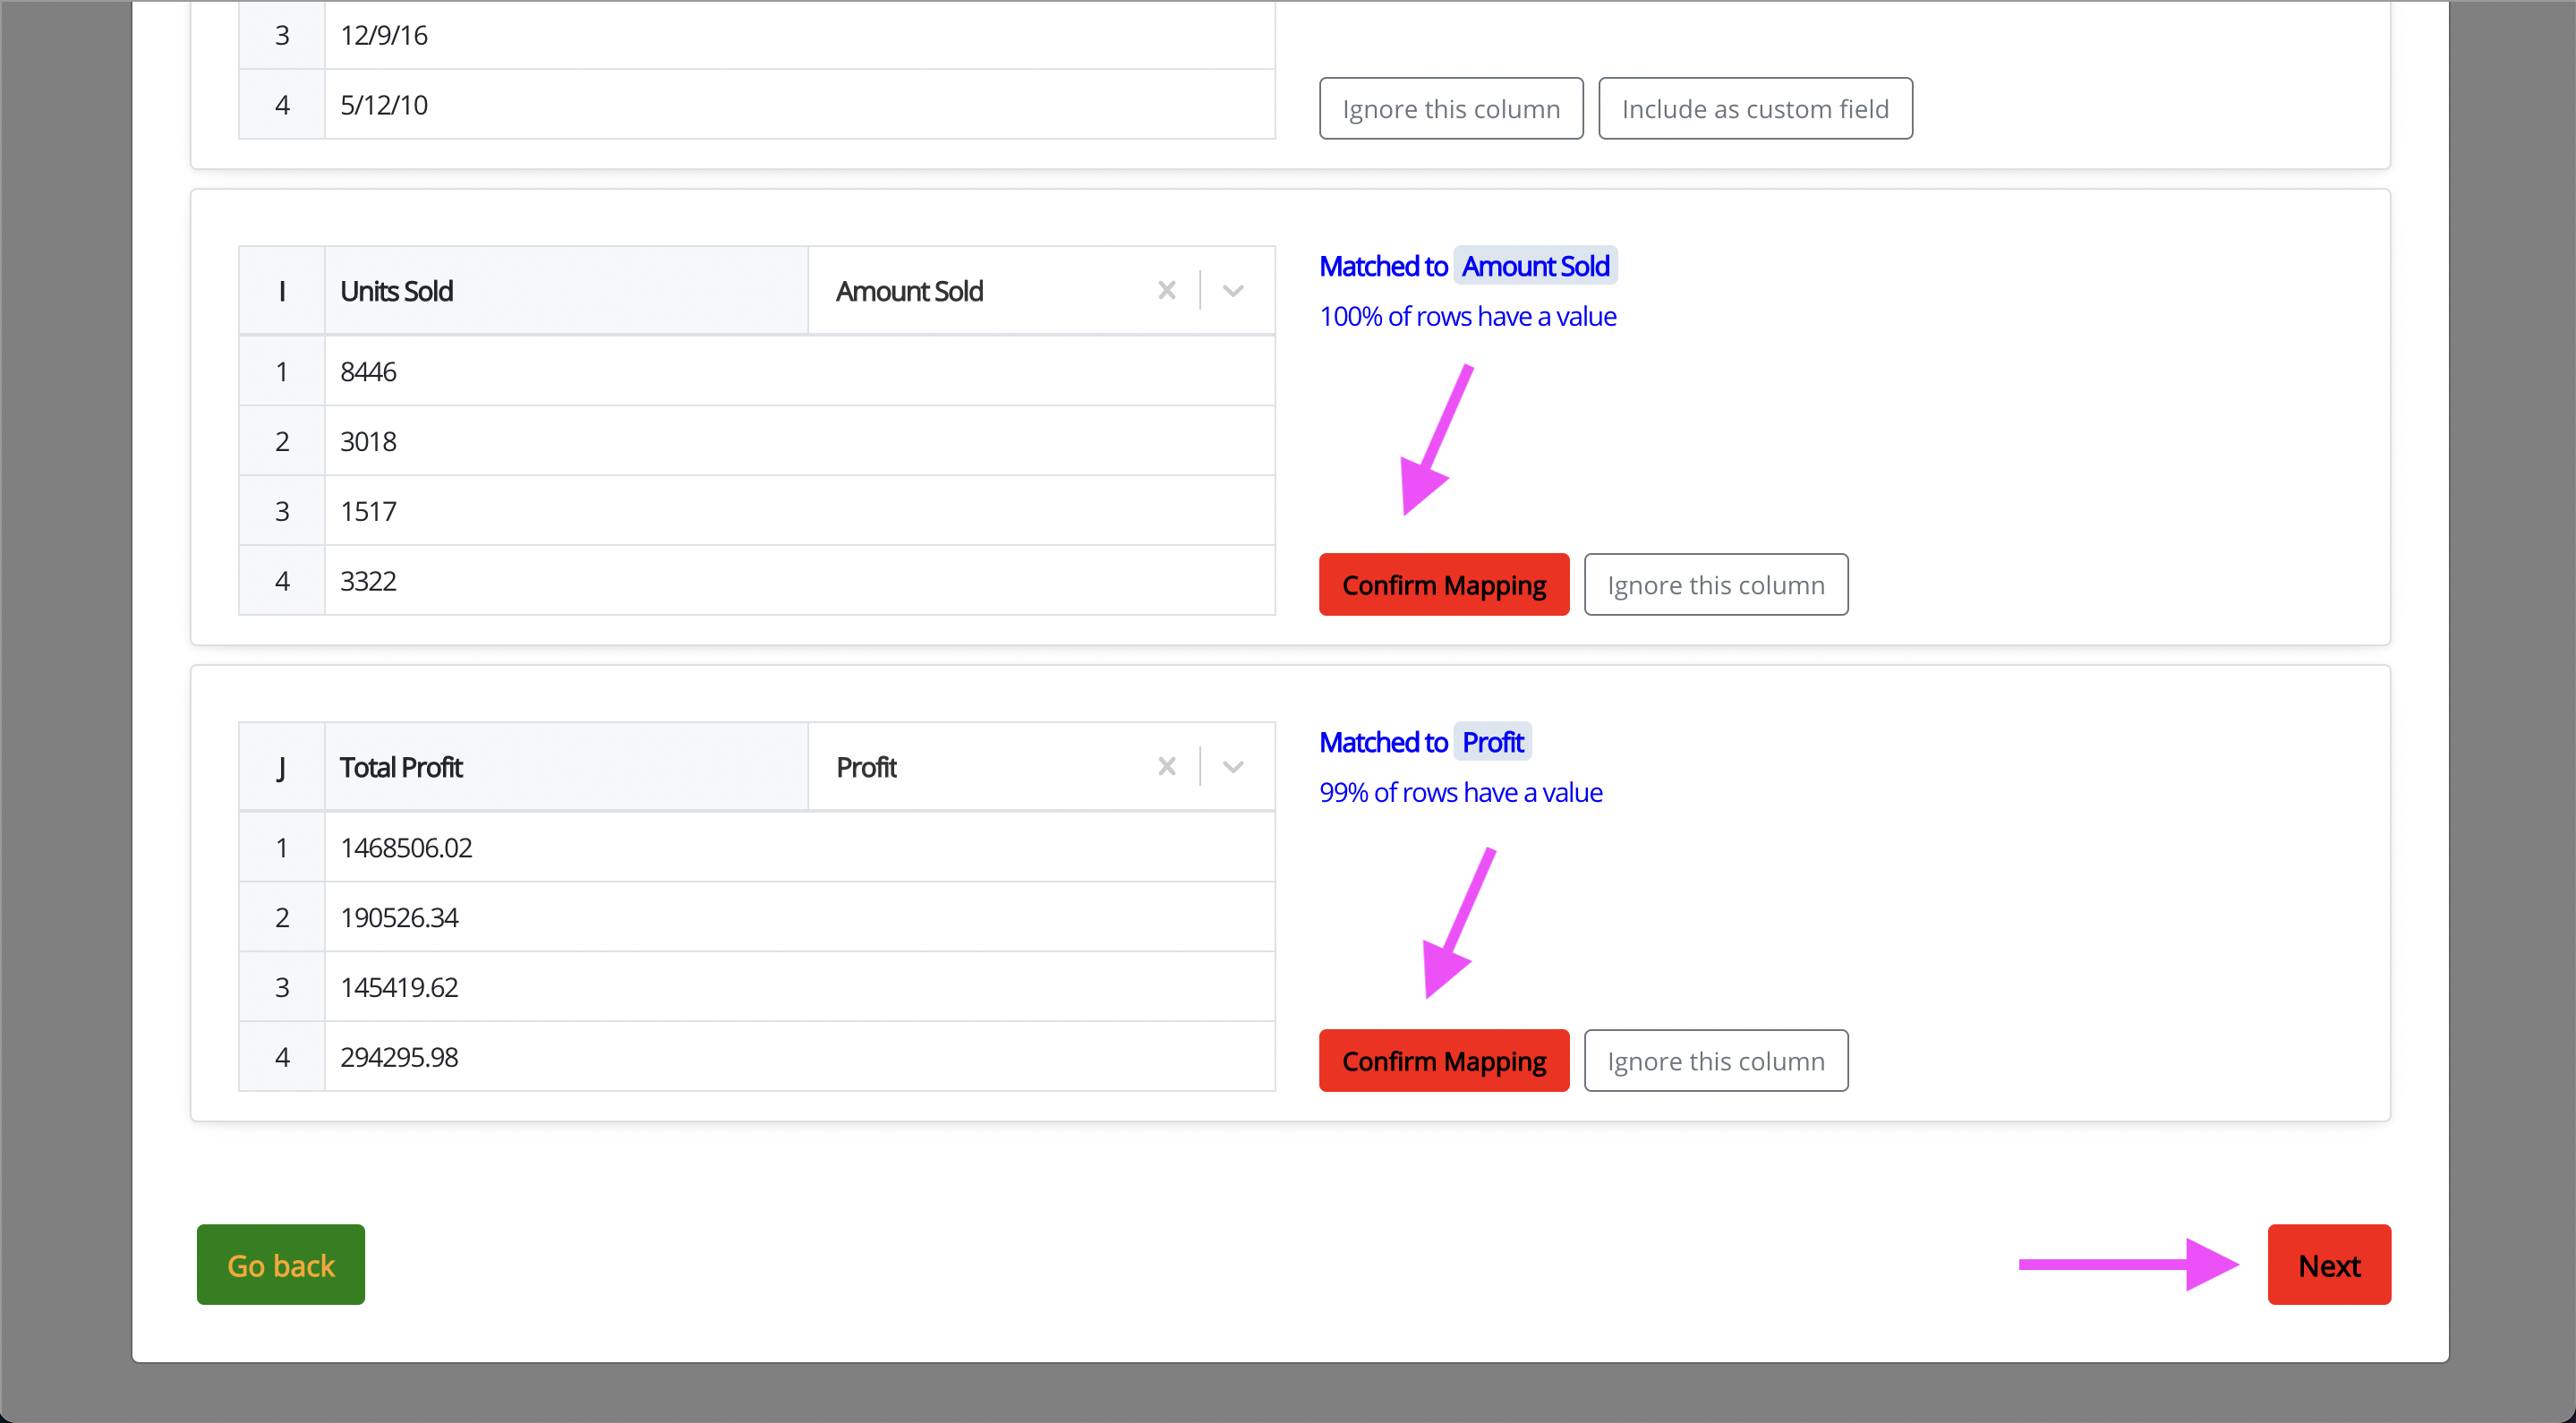 3 12/9/16
4 5/12/10
Ignore this column Include as custom field
I Units Sold Amount Sold
1 8446
2 3018
3 1517
4 3322
Matched to Amount Sold
100% of rows have a value
Confirm Mapping Ignore this column
J Total Profit Profit
1 1468506.02
2 190526.34
3 145419.62
4 294295.98
Matched to Profit
99% of rows have a value
Confirm Mapping Ignore this column
Go back Next